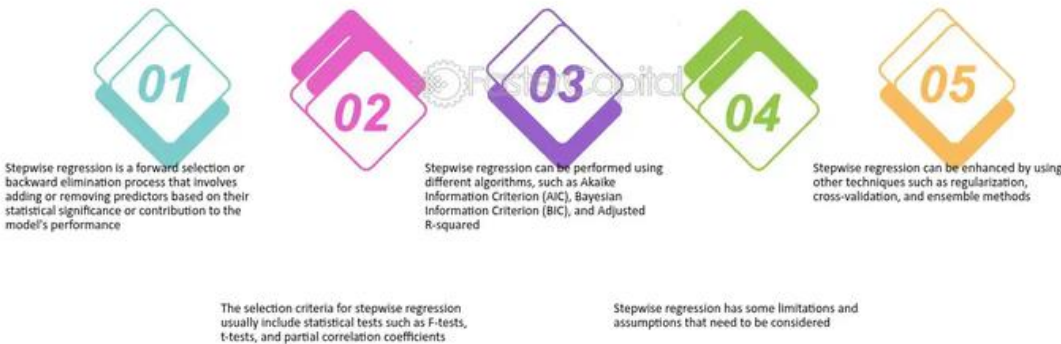 01
02
03
04
05
FasterCapital
Stepwise regression is a forward selection or
backward elimination process that involves
adding or removing predictors based on their
statistical significance or contribution to the
model's performance
The selection criteria for stepwise regression
usually include statistical tests such as F-tests,
t-tests, and partial correlation coefficients
Stepwise regression can be performed using
different algorithms, such as Akaike
Information Criterion (AIC), Bayesian
Information Criterion (BIC), and Adjusted
R-squared
Stepwise regression has some limitations and
assumptions that need to be considered
Stepwise regression can be enhanced by using
other techniques such as regularization,
cross-validation, and ensemble methods